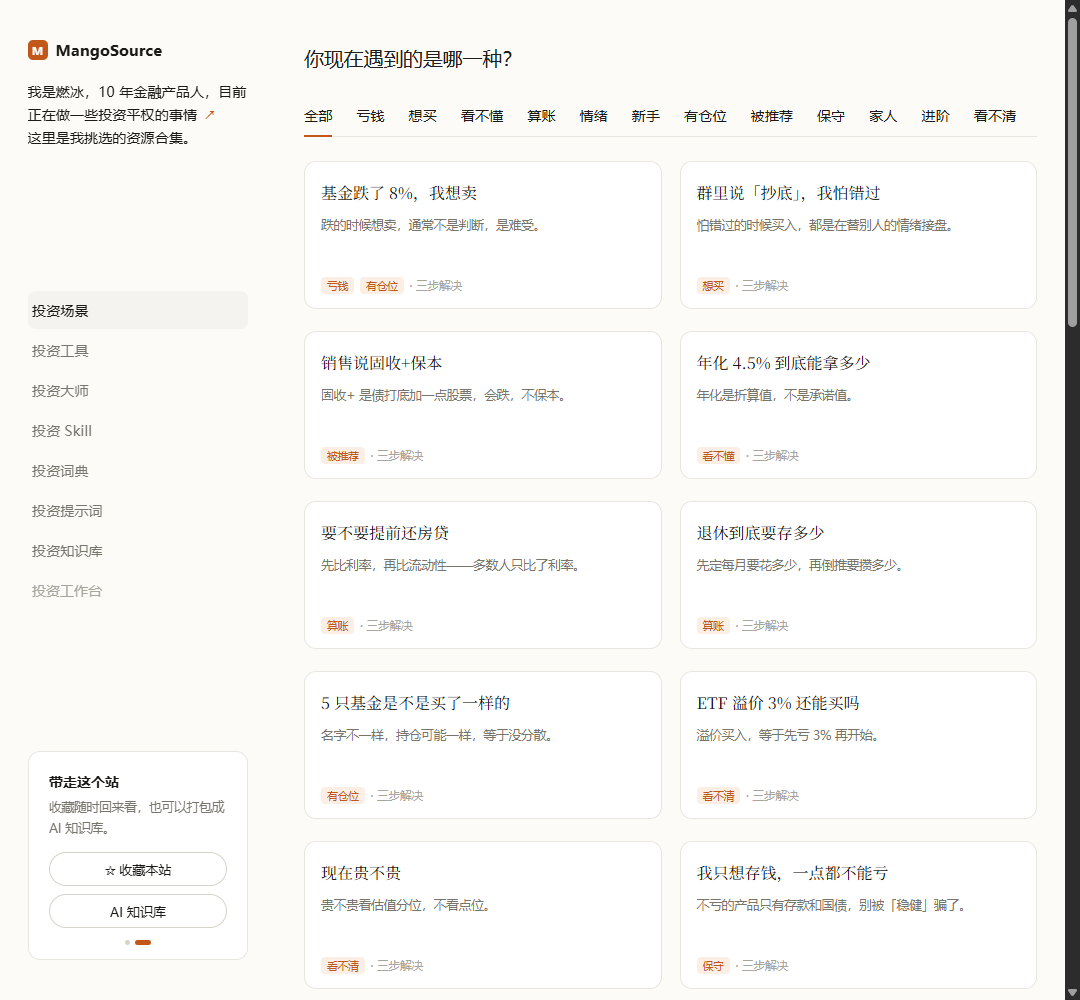 M MangoSource
我是燃冰，10 年金融产品人，目前
正在做一些投资平权的事情 ↗
这里是我挑选的资源合集。
投资场景
投资工具
投资大师
投资 Skill
投资词典
投资提示词
投资知识库
投资工作台
带走这个站
收藏随时回来看，也可以打包成
AI 知识库。
☆ 收藏本站
AI 知识库
你现在遇到的是哪一种？
全部 亏钱 想买 看不懂 算账 情绪 新手 有仓位 被推荐 保守 家人 进阶 看不清
基金跌了 8%，我想卖
跌的时候想卖，通常不是判断，是难受。
亏钱 有仓位 · 三步解决
群里说「抄底」，我怕错过
怕错过的时候买入，都是在替别人的情绪接盘。
想买 · 三步解决
销售说固收+保本
固收+ 是债打底加一点股票，会跌，不保本。
被推荐 · 三步解决
年化 4.5% 到底能拿多少
年化是折算值，不是承诺值。
看不懂 · 三步解决
要不要提前还房贷
先比利率，再比流动性——多数人只比了利率。
算账 · 三步解决
退休到底要存多少
先定每月要花多少，再倒推要攒多少。
算账 · 三步解决
5 只基金是不是买了一样的
名字不一样，持仓可能一样，等于没分散。
有仓位 · 三步解决
ETF 溢价 3% 还能买吗
溢价买入，等于先亏 3% 再开始。
看不清 · 三步解决
现在贵不贵
贵不贵看估值分位，不看点位。
看不清 · 三步解决
我只想存钱，一点都不能亏
不亏的产品只有存款和国债，别被「稳健」骗了。
保守 · 三步解决